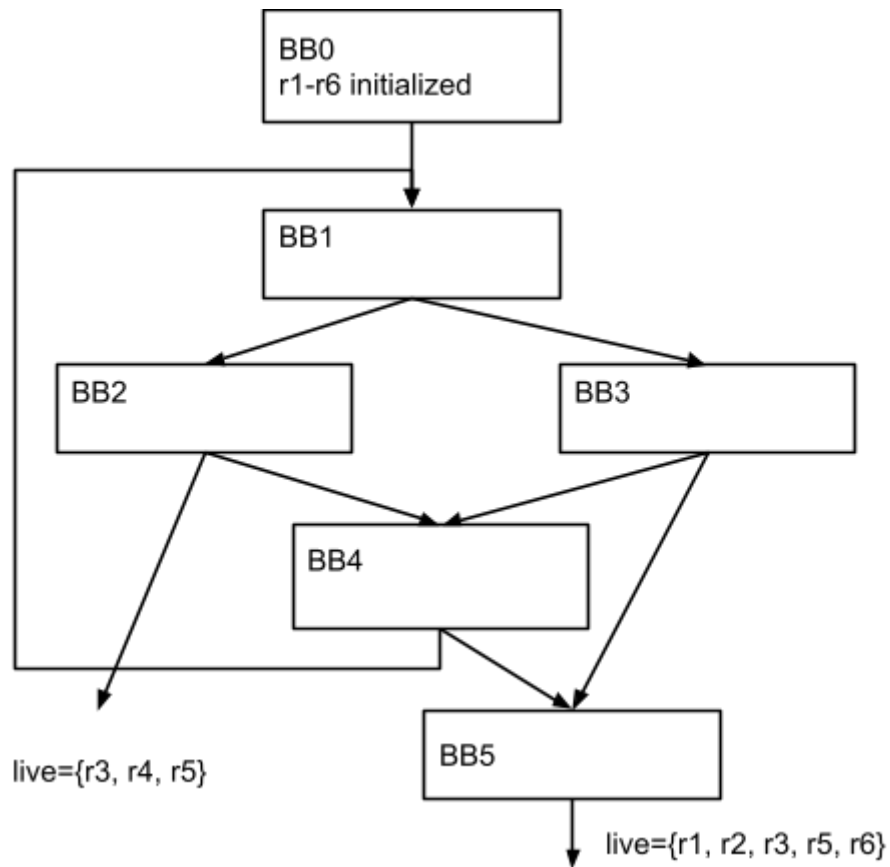 BB0
r1-r6 initialized
BB1
BB2
BB3
BB4
BB5
live={r3, r4, r5}
live={r1, r2, r3, r5, r6}